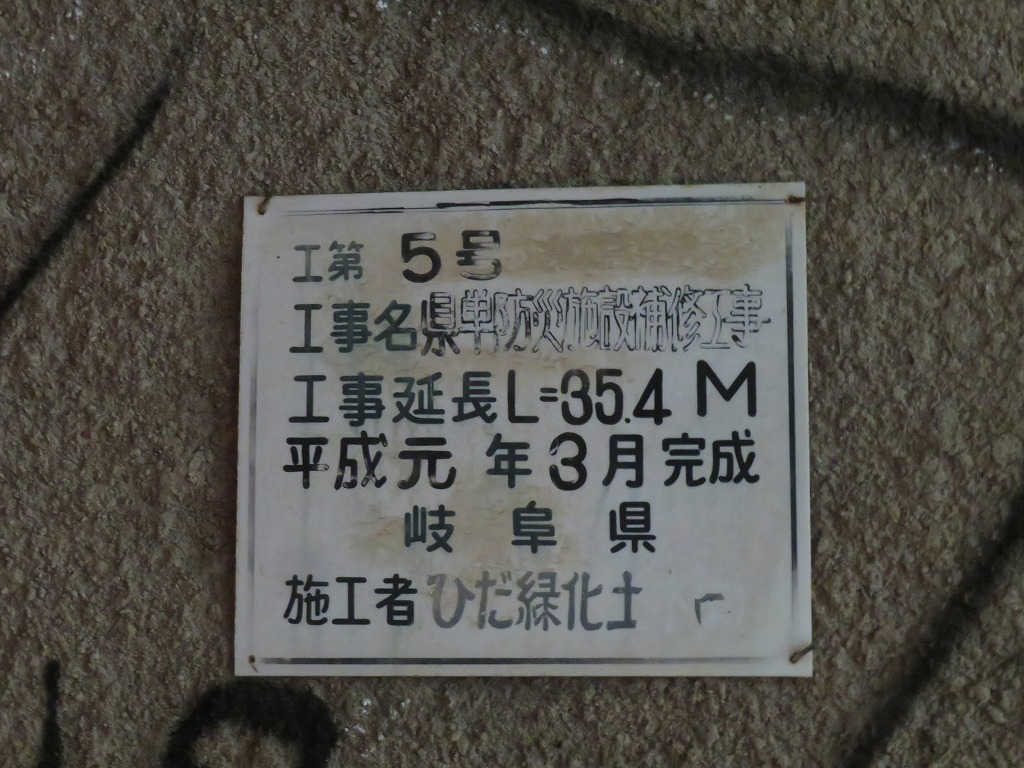 工第 5号
工事名県単防災施設補修工事
工事延長L=35.4M
平成元年3月完成
岐阜県
施工者ひだ緑化土